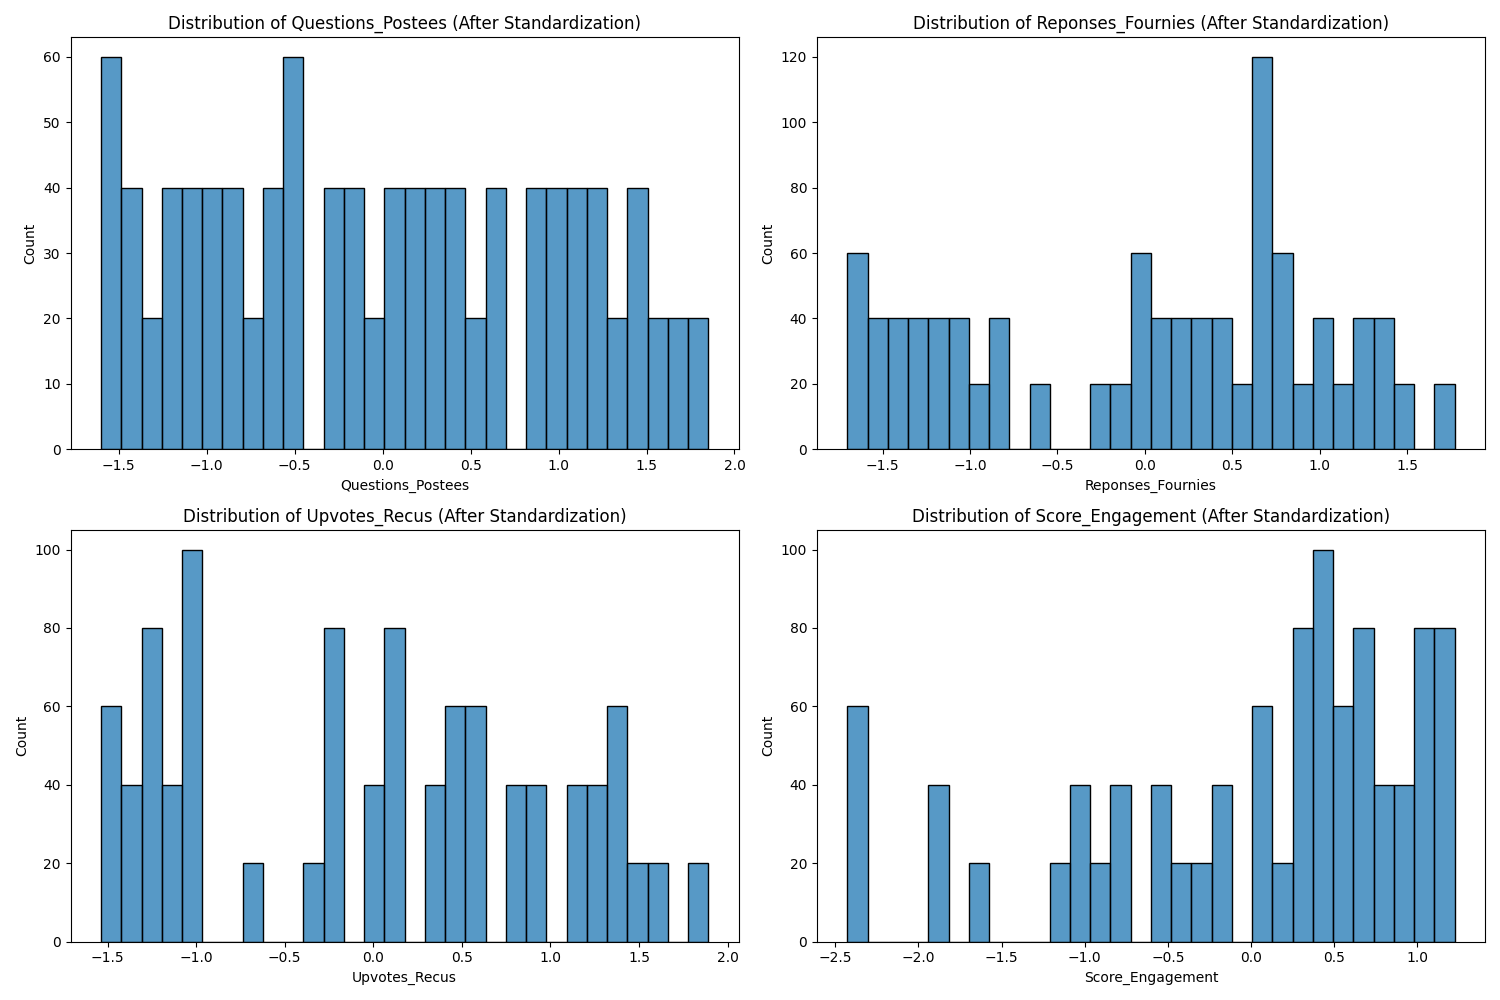 Distribution of Questions_Postees (After Standardization)
60
50
40
30
20
10
0
Count
−1.5 −1.0 −0.5 0.0 0.5 1.0 1.5 2.0
Questions_Postees
Distribution of Reponses_Fournies (After Standardization)
120
100
80
60
40
20
0
Count
−1.5 −1.0 −0.5 0.0 0.5 1.0 1.5
Reponses_Fournies
Distribution of Upvotes_Recus (After Standardization)
100
80
60
40
20
0
Count
−1.5 −1.0 −0.5 0.0 0.5 1.0 1.5 2.0
Upvotes_Recus
Distribution of Score_Engagement (After Standardization)
100
80
60
40
20
0
Count
−2.5 −2.0 −1.5 −1.0 −0.5 0.0 0.5 1.0
Score_Engagement